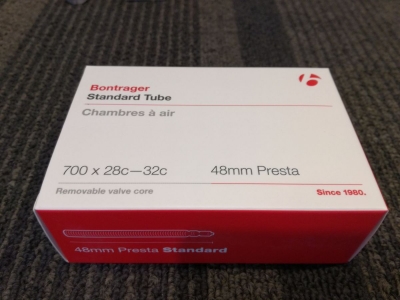 Bontrager
Standard Tube
Chambres à air
700 x 28c—32c 48mm Presta
Removable valve core Since 1980.
48mm Presta Standard